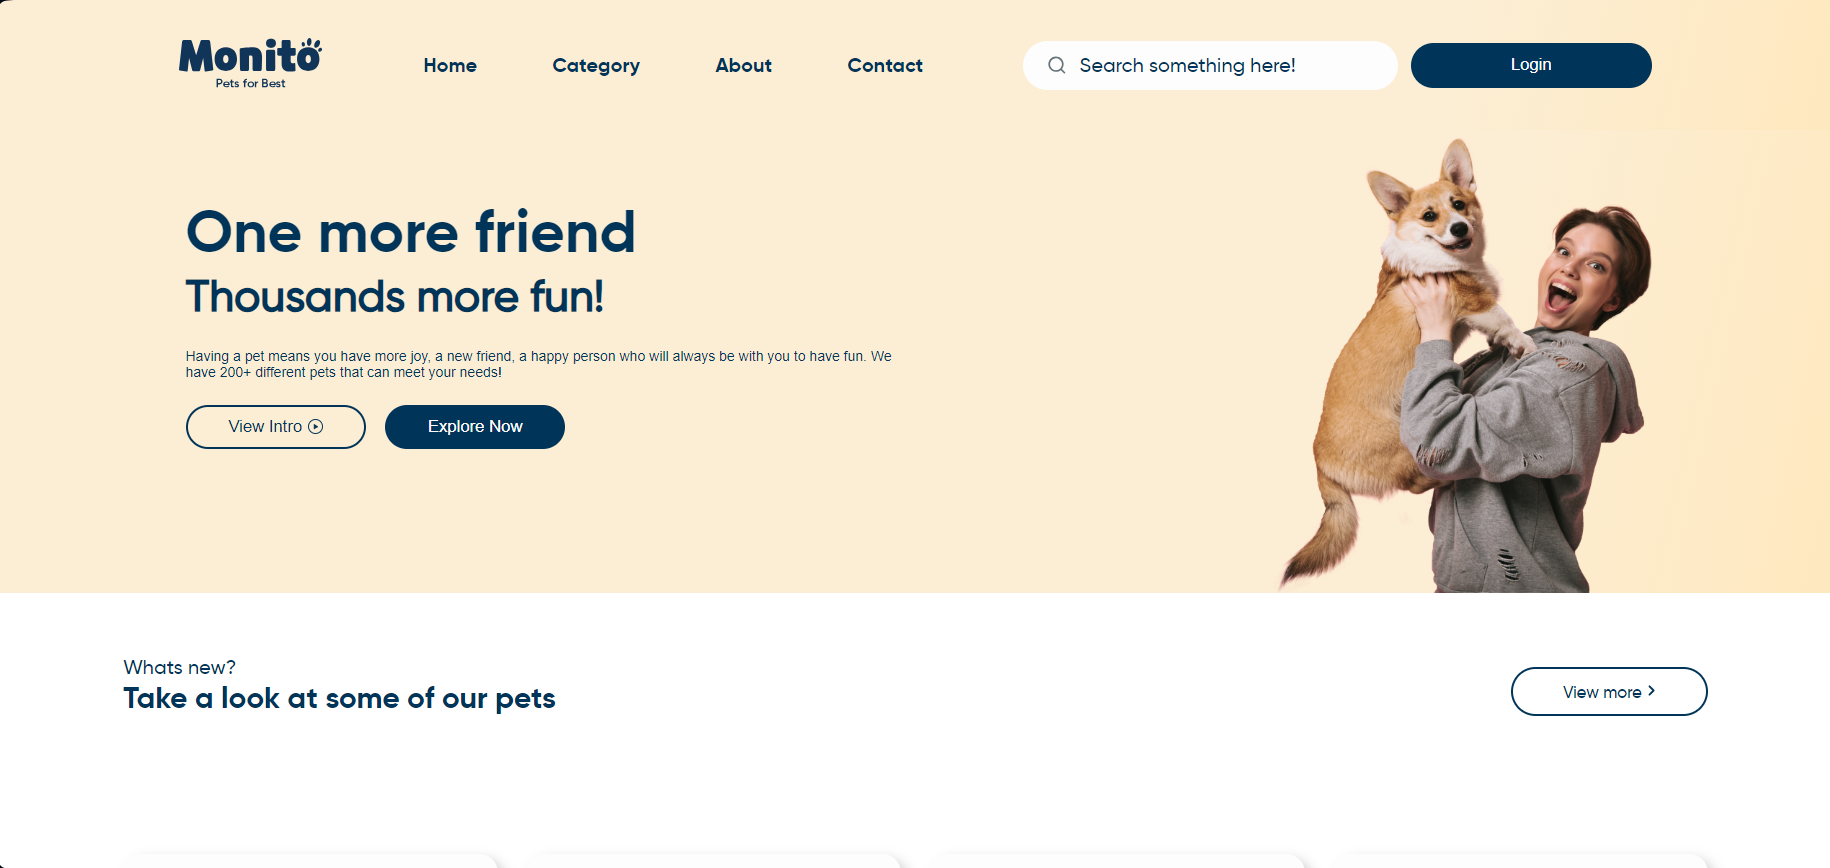 Monito
Pets for Best
Home
Category
About
Contact
Search something here!
Login
One more friend
Thousands more fun!
Having a pet means you have more joy, a new friend, a happy person who will always be with you to have fun. We
have 200+ different pets that can meet your needs!
View Intro
Explore Now
Whats new?
Take a look at some of our pets
View more